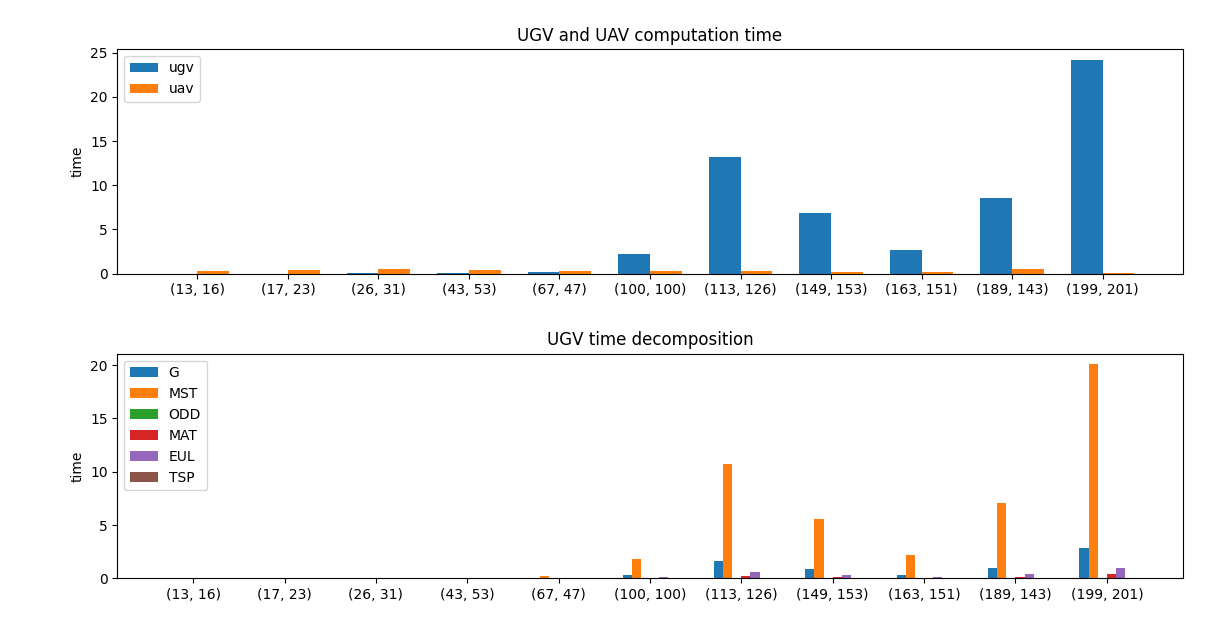 UGV and UAV computation time
25
20
15
10
5
0
time
ugv
uav
(13, 16) (17, 23) (26, 31) (43, 53) (67, 47) (100, 100) (113, 126) (149, 153) (163, 151) (189, 143) (199, 201)
UGV time decomposition
20
15
10
5
0
time
G
MST
ODD
MAT
EUL
TSP
(13, 16) (17, 23) (26, 31) (43, 53) (67, 47) (100, 100) (113, 126) (149, 153) (163, 151) (189, 143) (199, 201)